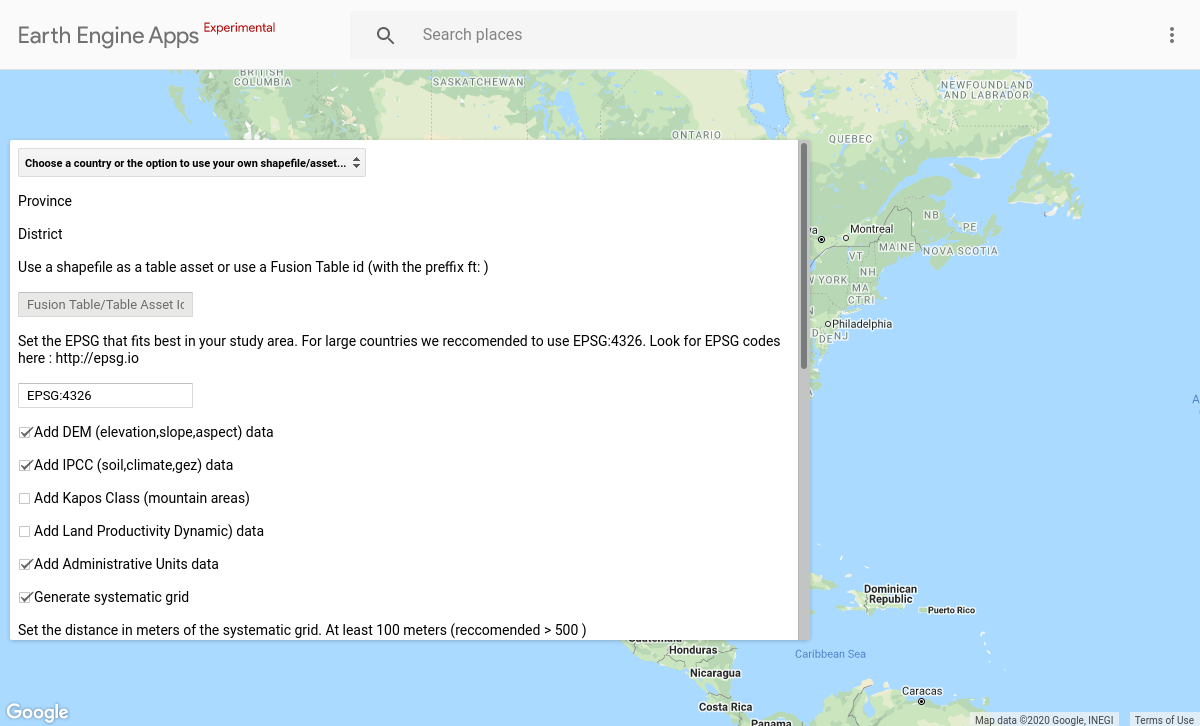 Earth Engine Apps Experimental
Search places
BRITISH
COLUMBIA
SASKATCHEWAN
NEWFOUNDLAND
AND LABRADOR
ONTARIO
QUEBEC
Choose a country or the option to use your own shapefile/asset...
Province
District
Use a shapefile as a table asset or use a Fusion Table id (with the preffix ft: )
Fusion Table/Table Asset Ic
Set the EPSG that fits best in your study area. For large countries we reccomended to use EPSG:4326. Look for EPSG codes
here : http://epsg.io
EPSG:4326
Add DEM (elevation,slope,aspect) data
Add IPCC (soil,climate,gez) data
Add Kapos Class (mountain areas)
Add Land Productivity Dynamic) data
Add Administrative Units data
Generate systematic grid
Set the distance in meters of the systematic grid. At least 100 meters (reccomended > 500 )
NB
PE
va
Montreal
MAINE
NOVA SCOTIA
VT
NH
YORK
MA
CT RI
Philadelphia
DE NJ
A
Dominican
Republic
Puerto Rico
Guatemala
Honduras
Caribbean Sea
Nicaragua
Caracas
Costa Rica
Panama
Google
Map data ©2020 Google, INEGI
Terms of Use